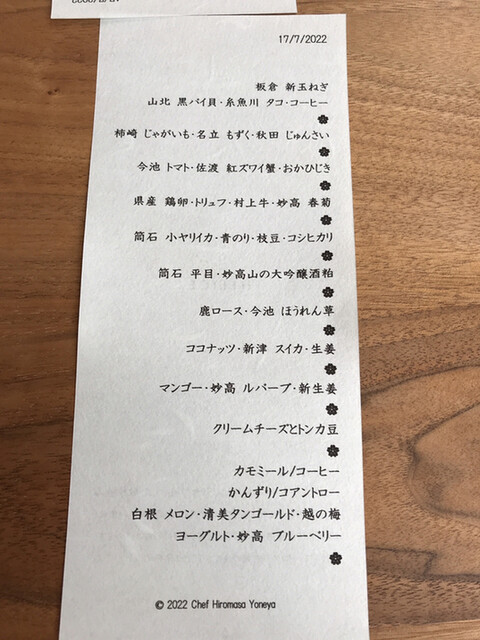 17/7/2022
板倉 新玉ねぎ
山北 黒バイ貝・糸魚川 タコ・コーヒー
柿崎 じゃがいも・名立 もずく・秋田 じゅんさい
今池 トマト・佐渡 紅ズワイ蟹・おかひじき
県産 鶏卵・トリュフ・村上牛・妙高 春菊
筒石 小ヤリイカ・青のり・枝豆・コシヒカリ
筒石 平目・妙高山の大吟醸酒粕
鹿ロース・今池 ほうれん草
ココナッツ・新津 スイカ・生姜
マンゴー・妙高 ルバーブ・新生姜
クリームチーズとトンカ豆
カモミール/コーヒー
かんずり/コアントロー
白根 メロン・清美タンゴールド・越の梅
ヨーグルト・妙高 ブルーベリー
© 2022 Chef Hiromasa Yoneya